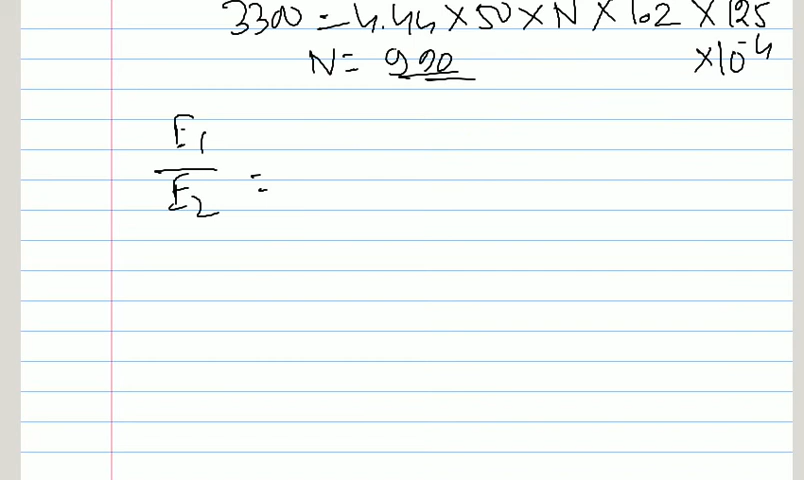 3300 = 4.44 × 50 × N × 1.2 × 125
× 10⁻⁴
N = 990
E₁
E₂ =